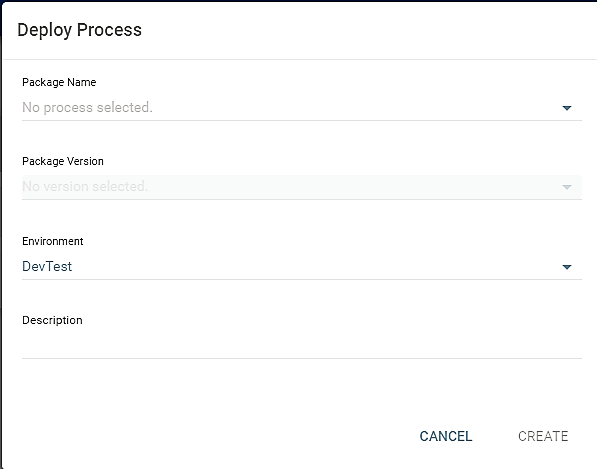 Deploy Process
Package Name
No process selected.
Package Version
No version selected.
Environment
DevTest
Description
CANCEL CREATE